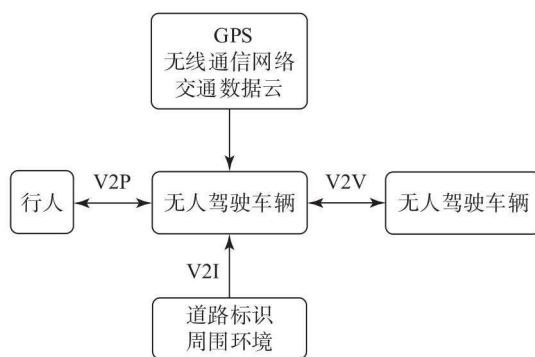 GPS
无线通信网络
交通数据云
V2P
V2V
行人
无人驾驶车辆
无人驾驶车辆
V2I
道路标识
周围环境